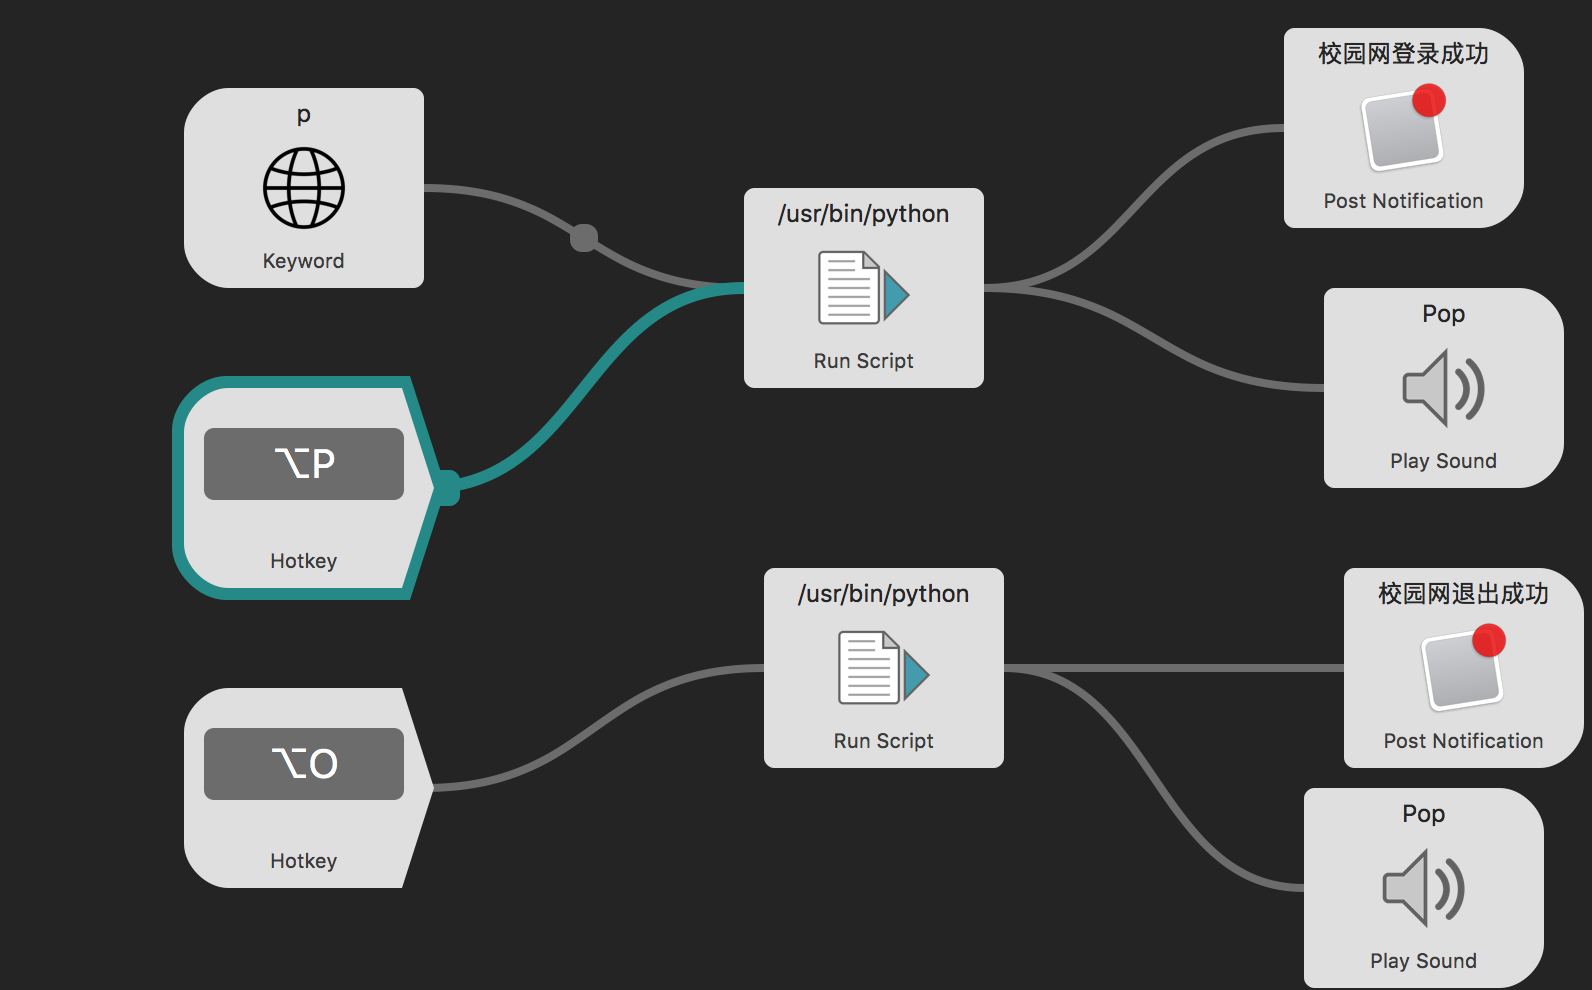 p
Keyword
⌥P
Hotkey
⌥O
Hotkey
/usr/bin/python
Run Script
/usr/bin/python
Run Script
校园网登录成功
Post Notification
Pop
Play Sound
校园网退出成功
Post Notification
Pop
Play Sound